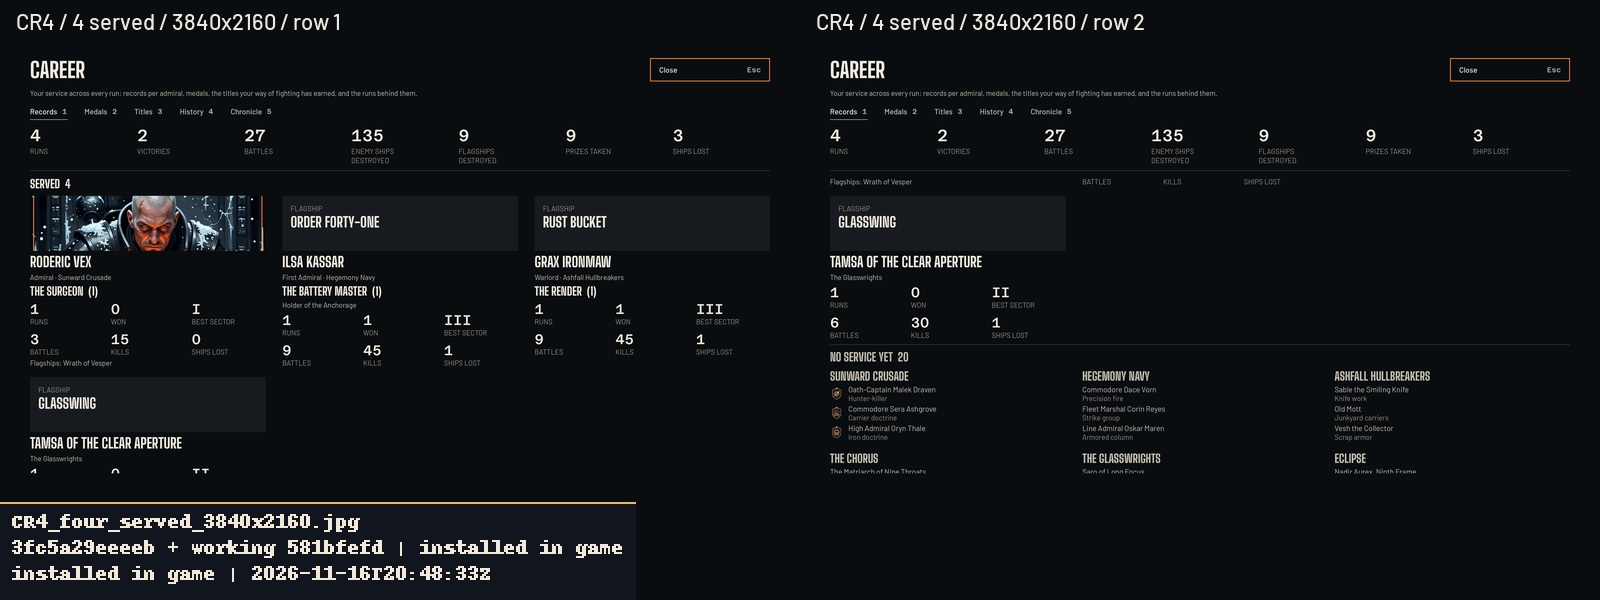 CR4 / 4 served / 3840x2160 / row 1
CAREER
Close Esc
Your service across every run: records per admiral, medals, the titles your way of fighting has earned, and the runs behind them.
Records 1 Medals 2 Titles 3 History 4 Chronicle 5
4 2 27 135 9 9 3
RUNS VICTORIES BATTLES ENEMY SHIPS DESTROYED FLAGSHIPS DESTROYED PRIZES TAKEN SHIPS LOST
SERVED 4
RODERIC VEX
Admiral · Sunward Crusade
THE SURGEON (I)
1 0 I
RUNS WON BEST SECTOR
3 15 0
BATTLES KILLS SHIPS LOST
Flagships: Wrath of Vesper
FLAGSHIP
ORDER FORTY-ONE
ILSA KASSAR
First Admiral · Hegemony Navy
THE BATTERY MASTER (I)
Holder of the Anchorage
1 1 III
RUNS WON BEST SECTOR
9 45 1
BATTLES KILLS SHIPS LOST
FLAGSHIP
RUST BUCKET
GRAX IRONMAW
Warlord · Ashfall Hullbreakers
THE RENDER (I)
1 1 III
RUNS WON BEST SECTOR
9 45 1
BATTLES KILLS SHIPS LOST
FLAGSHIP
GLASSWING
TAMSA OF THE CLEAR APERTURE
The Glasswrights
1 0 II
CR4 / 4 served / 3840x2160 / row 2
CAREER
Close Esc
Your service across every run: records per admiral, medals, the titles your way of fighting has earned, and the runs behind them.
Records 1 Medals 2 Titles 3 History 4 Chronicle 5
4 2 27 135 9 9 3
RUNS VICTORIES BATTLES ENEMY SHIPS DESTROYED FLAGSHIPS DESTROYED PRIZES TAKEN SHIPS LOST
Flagships: Wrath of Vesper BATTLES KILLS SHIPS LOST
FLAGSHIP
GLASSWING
TAMSA OF THE CLEAR APERTURE
The Glasswrights
1 0 II
RUNS WON BEST SECTOR
6 30 1
BATTLES KILLS SHIPS LOST
NO SERVICE YET 20
SUNWARD CRUSADE
Oath-Captain Malek Draven
Hunter-killer
Commodore Sera Ashgrove
Carrier doctrine
High Admiral Oryn Thale
Iron doctrine
HEGEMONY NAVY
Commodore Dace Vorn
Precision fire
Fleet Marshal Corin Reyes
Strike group
Line Admiral Oskar Maren
Armored column
ASHFALL HULLBREAKERS
Sable the Smiling Knife
Knife work
Old Mott
Junkyard carriers
Vesh the Collector
Scrap armor
THE CHORUS
The Matriarch of Nine Throats
THE GLASSWRIGHTS
Saro of Long Focus
ECLIPSE
Nadir Aurex, Ninth Frame
CR4_four_served_3840x2160.jpg
3fc5a29eeeeb + working 581bfefd | installed in game
installed in game | 2026-11-16T20:48:33Z